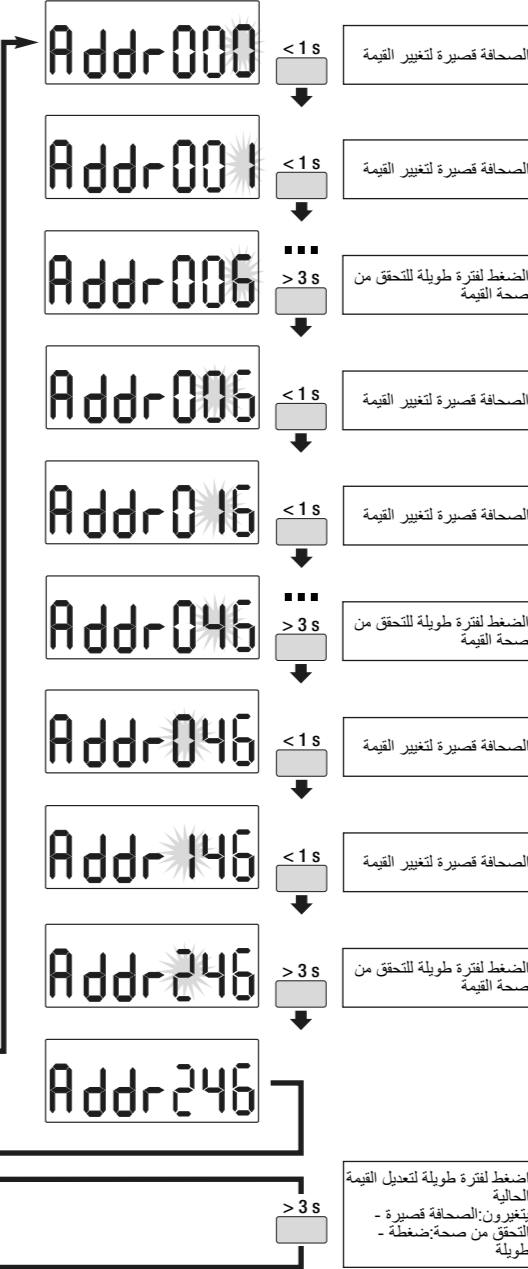 Addr000
< 1 s
الصحافة قصيرة لتغيير القيمة
Addr001
< 1 s
الصحافة قصيرة لتغيير القيمة
Addr006
...
> 3 s
الضغط لفترة طويلة للتحقق من
صحة القيمة
Addr006
< 1 s
الصحافة قصيرة لتغيير القيمة
Addr016
< 1 s
الصحافة قصيرة لتغيير القيمة
Addr046
...
> 3 s
الضغط لفترة طويلة للتحقق من
صحة القيمة
Addr046
< 1 s
الصحافة قصيرة لتغيير القيمة
Addr146
< 1 s
الصحافة قصيرة لتغيير القيمة
Addr246
> 3 s
الضغط لفترة طويلة للتحقق من
صحة القيمة
Addr246
> 3 s
اضغط لفترة طويلة لتعديل القيمة
الحالية
يتغيرون:الصحافة قصيرة -
التحقق من صحة:ضغطة -
طويلة